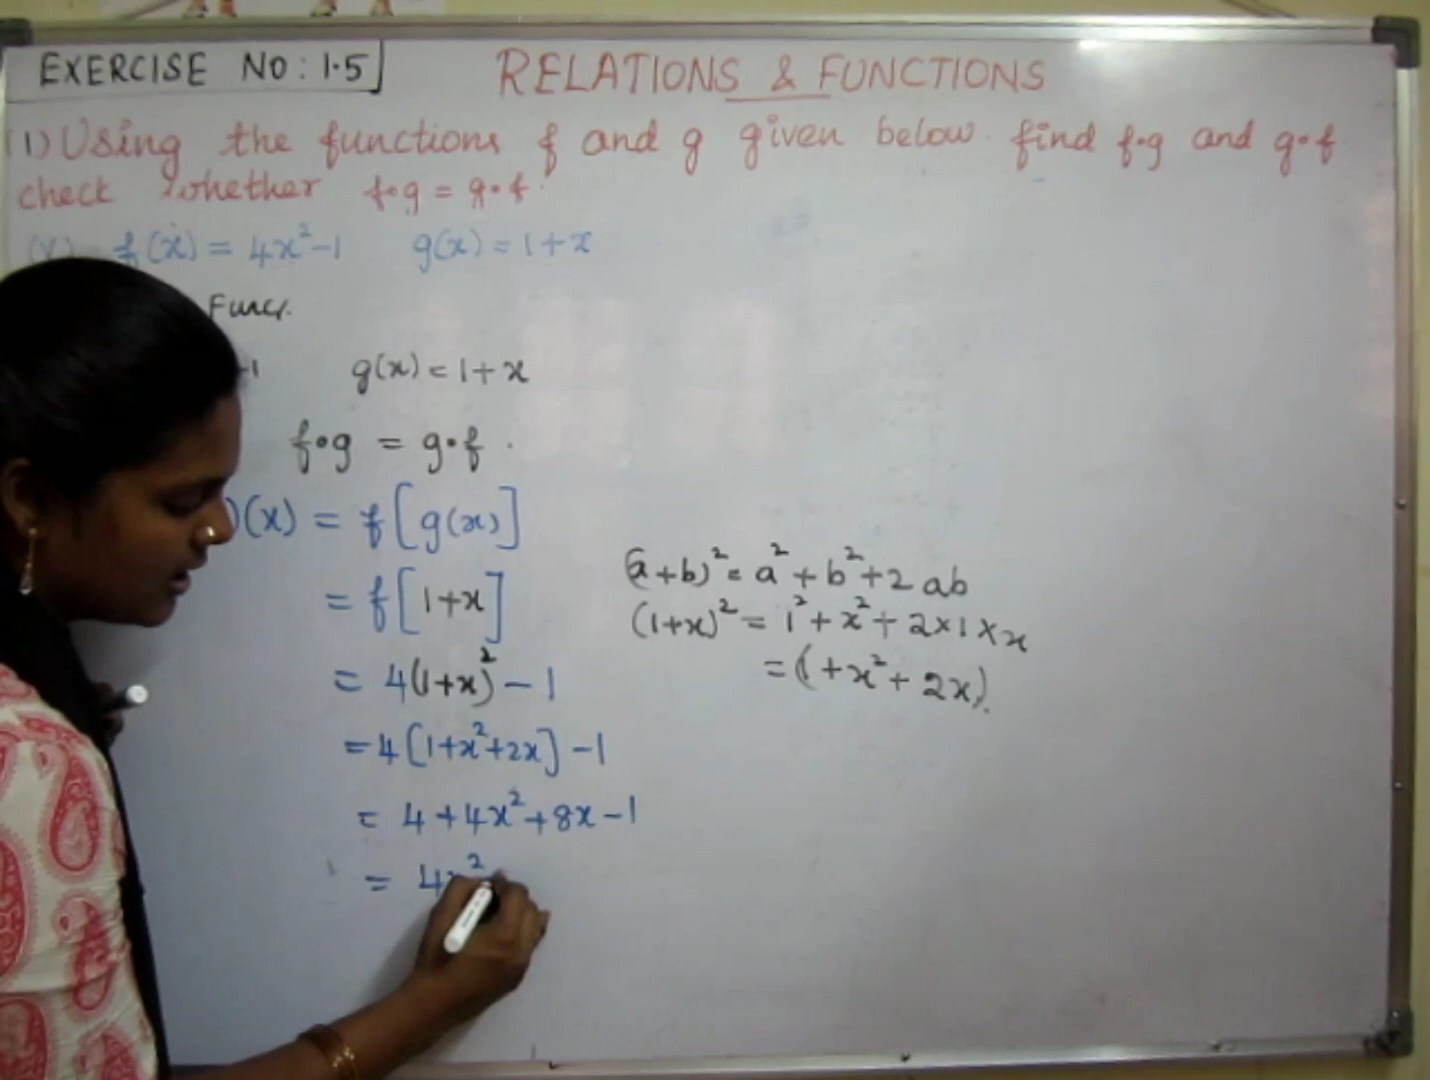 EXERCISE NO: 1.5
RELATIONS & FUNCTIONS
1) Using the functions f and g given below. find f∘g and g∘f
check whether f∘g = g∘f.
(v) f(x) = 4x²-1 g(x) = 1+x
Func.
-1 g(x) = 1+x
f∘g = g∘f.
)(x) = f[g(x)]
= f[1+x]
= 4(1+x)² - 1
= 4[1+x²+2x] -1
= 4+4x²+8x-1
= 4x²
(a+b)² = a²+b²+2ab
(1+x)² = 1²+x²+2×1×x
= (1+x²+2x).